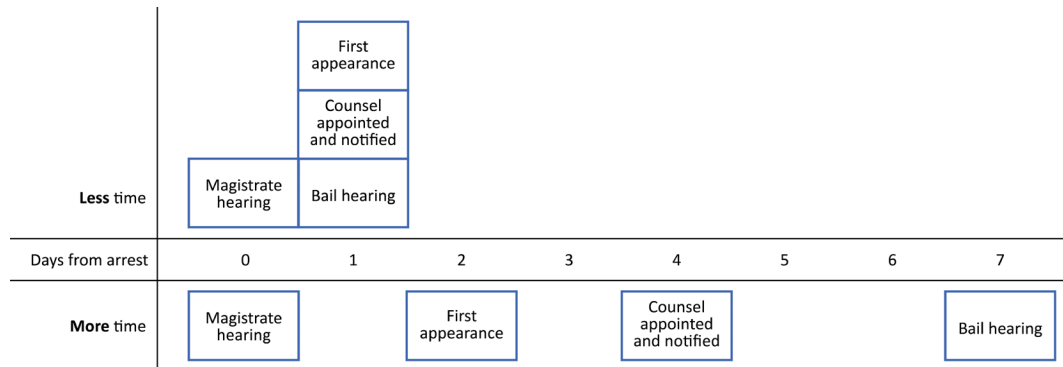 First
appearance
Counsel
appointed
and notified
Less time
Magistrate
hearing
Bail hearing
Days from arrest 0 1 2 3 4 5 6 7
More time
Magistrate
hearing
First
appearance
Counsel
appointed
and notified
Bail hearing